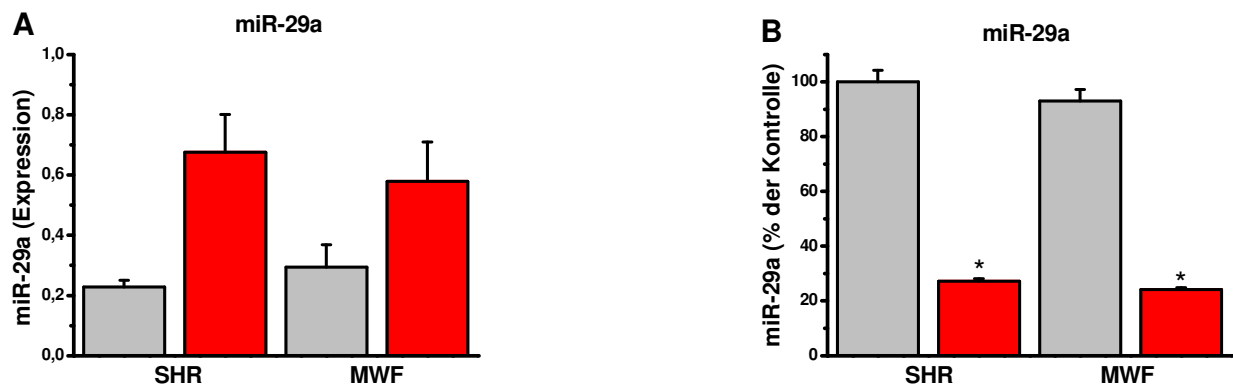 A
miR-29a
miR-29a (Expression)
1,0
0,8
0,6
0,4
0,2
0,0
SHR
MWF
B
miR-29a
miR-29a (% der Kontrolle)
100
80
60
40
20
0
*
*
SHR
MWF